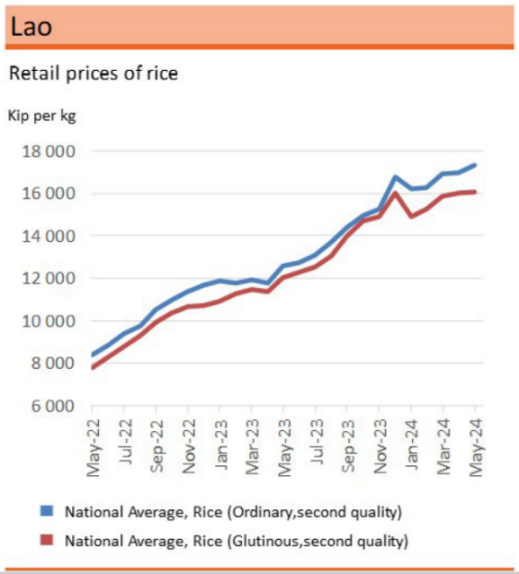 Lao
Retail prices of rice
Kip per kg
18 000
16 000
14 000
12 000
10 000
8 000
6 000
May-22
Jul-22
Sep-22
Nov-22
Jan-23
Mar-23
May-23
Jul-23
Sep-23
Nov-23
Jan-24
Mar-24
May-24
National Average, Rice (Ordinary,second quality)
National Average, Rice (Glutinous,second quality)